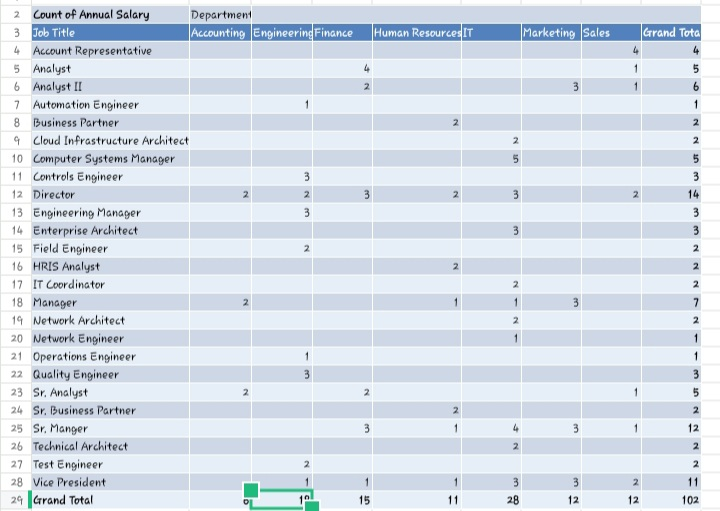 2 Count of Annual Salary Department
3 Job Title Accounting Engineering Finance Human Resources IT Marketing Sales Grand Tota
4 Account Representative 4 4
5 Analyst 4 1 5
6 Analyst II 2 3 1 6
7 Automation Engineer 1 1
8 Business Partner 2 2
9 Cloud Infrastructure Architect 2 2
10 Computer Systems Manager 5 5
11 Controls Engineer 3 3
12 Director 2 2 3 2 3 2 14
13 Engineering Manager 3 3
14 Enterprise Architect 3 3
15 Field Engineer 2 2
16 HRIS Analyst 2 2
17 IT Coordinator 2 2
18 Manager 2 1 1 3 7
19 Network Architect 2 2
20 Network Engineer 1 1
21 Operations Engineer 1 1
22 Quality Engineer 3 3
23 Sr. Analyst 2 2 1 5
24 Sr. Business Partner 2 2
25 Sr. Manger 3 1 4 3 1 12
26 Technical Architect 2 2
27 Test Engineer 2 2
28 Vice President 1 1 1 3 3 2 11
29 Grand Total 15 11 28 12 12 102